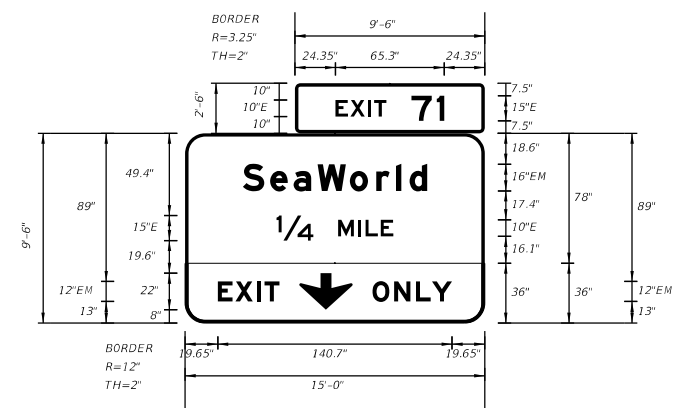 BORDER
R=3.25"
TH=2"
9'-6"
24.35" 65.3" 24.35"
2'-6"
10"
10"E
10"
EXIT 71
7.5"
15"E
7.5"
9'-6"
89"
12"EM
13"
49.4"
15"E
19.6"
22"
8"
SeaWorld
1/4 MILE
EXIT ONLY
18.6"
16"EM
17.4"
10"E
16.1"
36"
78"
36"
89"
12"EM
13"
BORDER
R=12"
TH=2"
19.65" 140.7" 19.65"
15'-0"